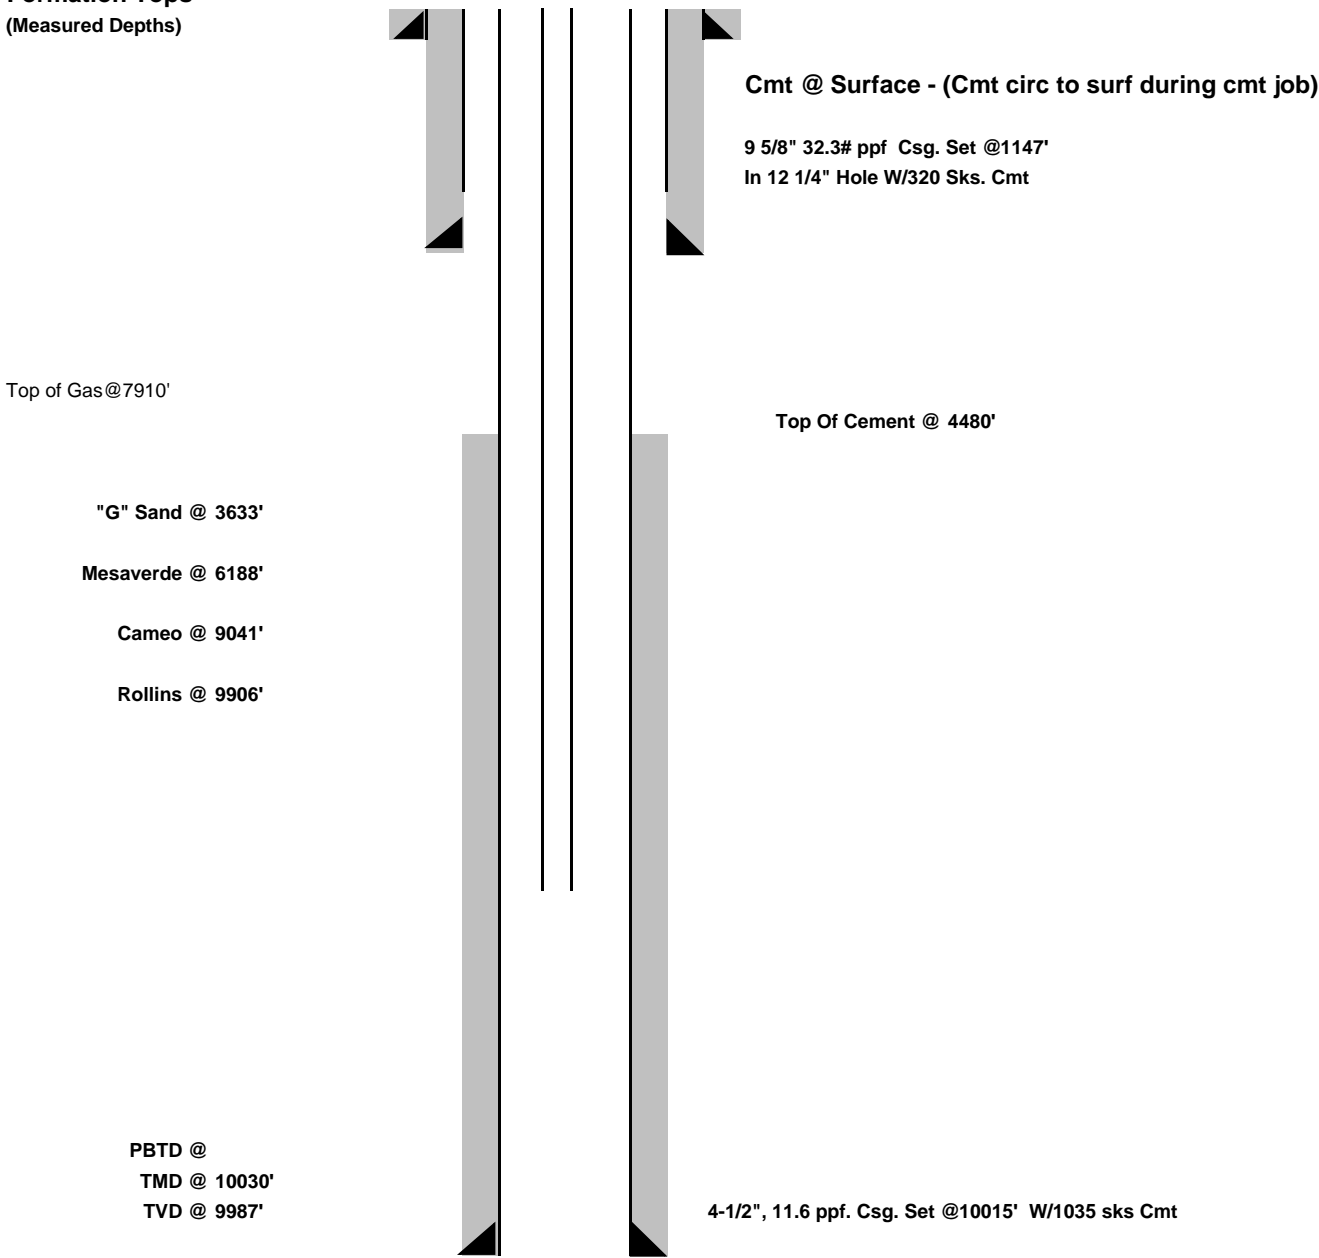 Formation Tops
(Measured Depths)
Cmt @ Surface - (Cmt circ to surf during cmt job)
9 5/8" 32.3# ppf  Csg. Set @1147'
In 12 1/4" Hole W/320 Sks. Cmt
Top of Gas@7910'
Top Of Cement @ 4480'
"G" Sand @ 3633'
Mesaverde @ 6188'
Cameo @ 9041'
Rollins @ 9906'
PBTD @
TMD @ 10030'
TVD @ 9987'
4-1/2", 11.6 ppf. Csg. Set @10015'  W/1035 sks Cmt